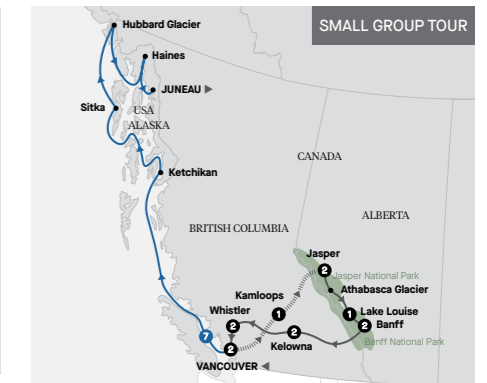 SMALL GROUP TOUR
Hubbard Glacier
Haines
JUNEAU
Sitka
USA
ALASKA
Ketchikan
CANADA
BRITISH COLUMBIA
ALBERTA
Jasper
2
Jasper National Park
Athabasca Glacier
Kamloops
1
1
Lake Louise
Whistler
2
2
Banff
7
2
Kelowna
Banff National Park
2
VANCOUVER